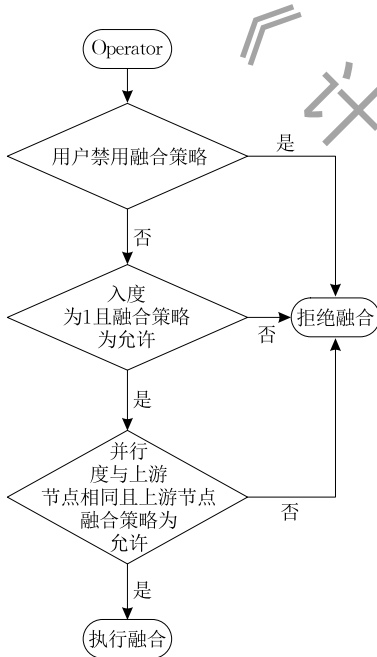 Operator
《计
用户禁用融合策略
是
否
入度
为1且融合策略
为允许
否
拒绝融合
是
并行
度与上游
节点相同且上游节点
融合策略为
允许
否
是
执行融合